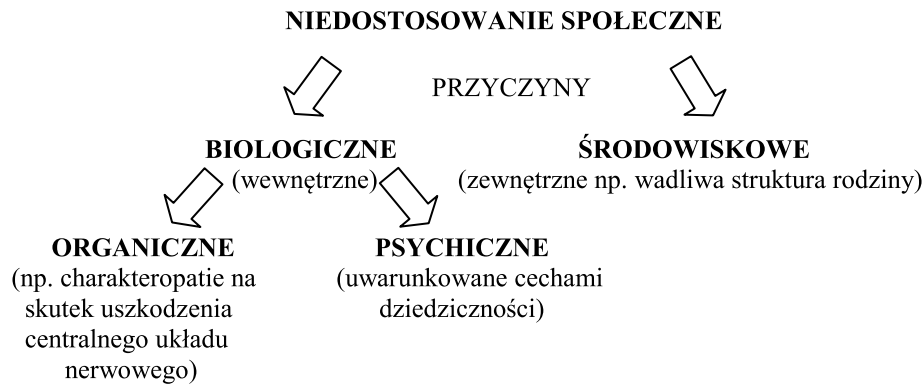 NIEDOSTOSOWANIE SPOŁECZNE
PRZYCZYNY
BIOLOGICZNE
(wewnętrzne)
ŚRODOWISKOWE
(zewnętrzne np. wadliwa struktura rodziny)
ORGANICZNE
(np. charakteropatie na
skutek uszkodzenia
centralnego układu
nerwowego)
PSYCHICZNE
(uwarunkowane cechami
dziedziczności)